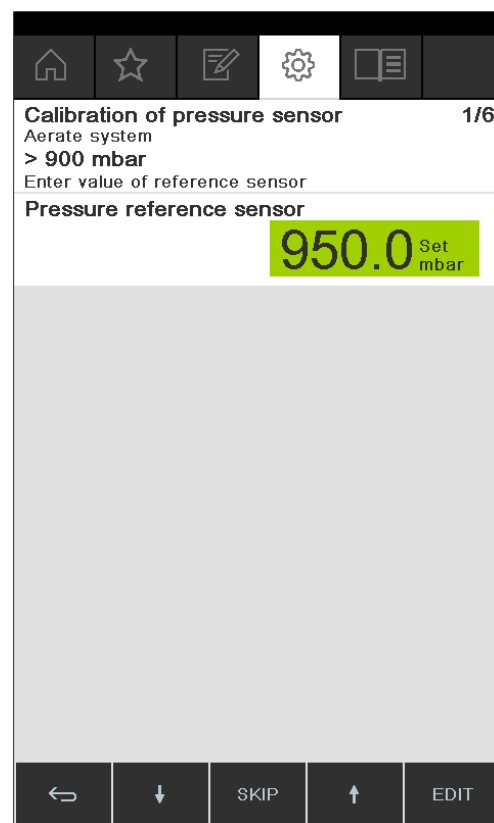 Calibration of pressure sensor 1/6
Aerate system
> 900 mbar
Enter value of reference sensor
Pressure reference sensor
950.0 Set mbar
SKIP EDIT